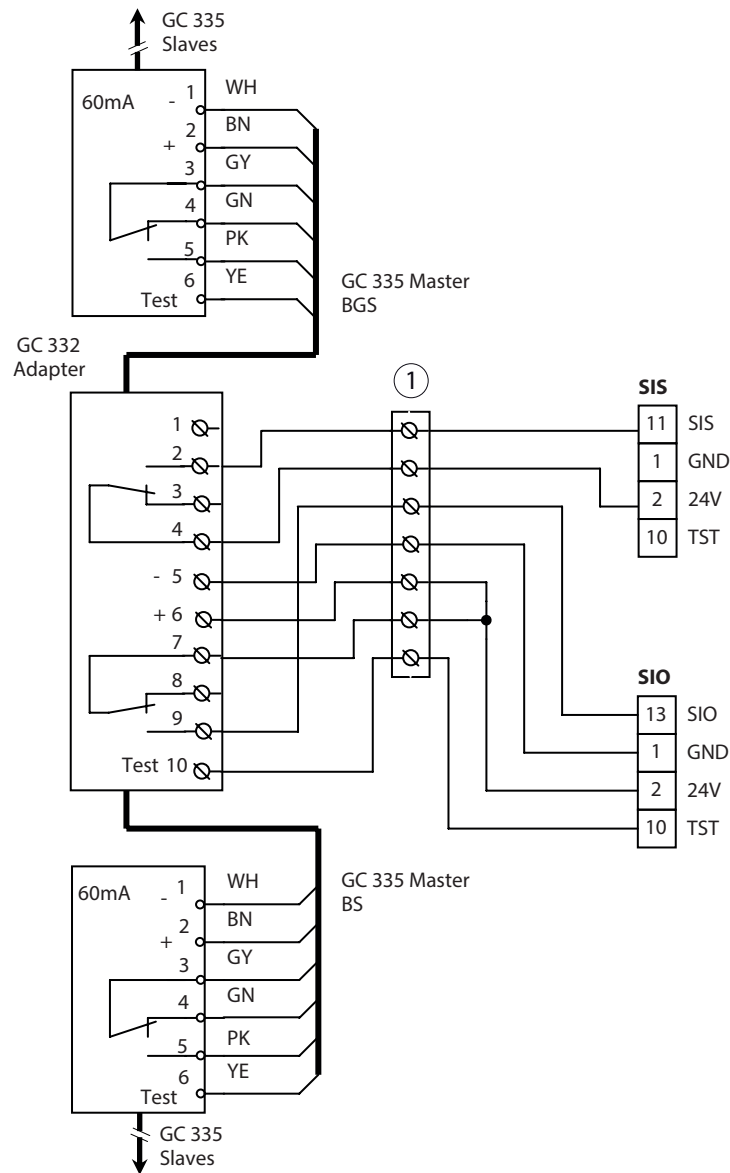 GC 335
Slaves
60mA
- 1 WH
2 BN
+
3 GY
4 GN
5 PK
6 YE
Test
GC 335 Master
BGS
GC 332
Adapter
1
SIS
1
2
3
4
- 5
+ 6
7
8
9
Test 10
11 SIS
1 GND
2 24V
10 TST
SIO
13 SIO
1 GND
2 24V
10 TST
GC 335 Master
BS
60mA
- 1 WH
2 BN
+
3 GY
4 GN
5 PK
6 YE
Test
GC 335
Slaves